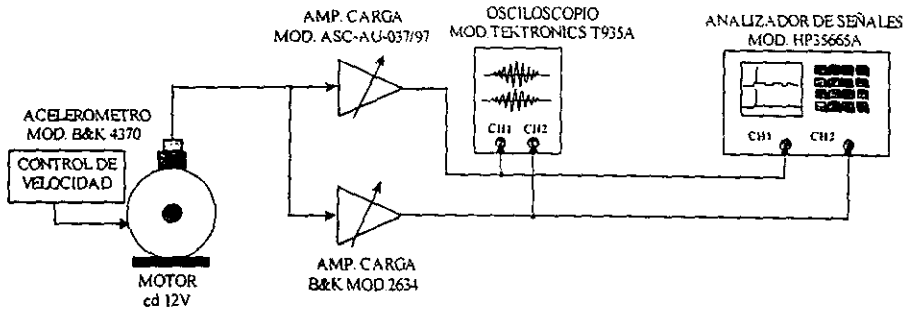 AMP. CARGA
MOD. ASC-AU-037/97
OSCILOSCOPIO
MOD.TEKTRONICS T935A
ANALIZADOR DE SEÑALES
MOD. HP35665A
ACELEROMETRO
MOD. B&K 4370
CH1 CH2
CH1 CH2
CONTROL DE
VELOCIDAD
AMP. CARGA
B&K MOD.2634
MOTOR
cd 12V